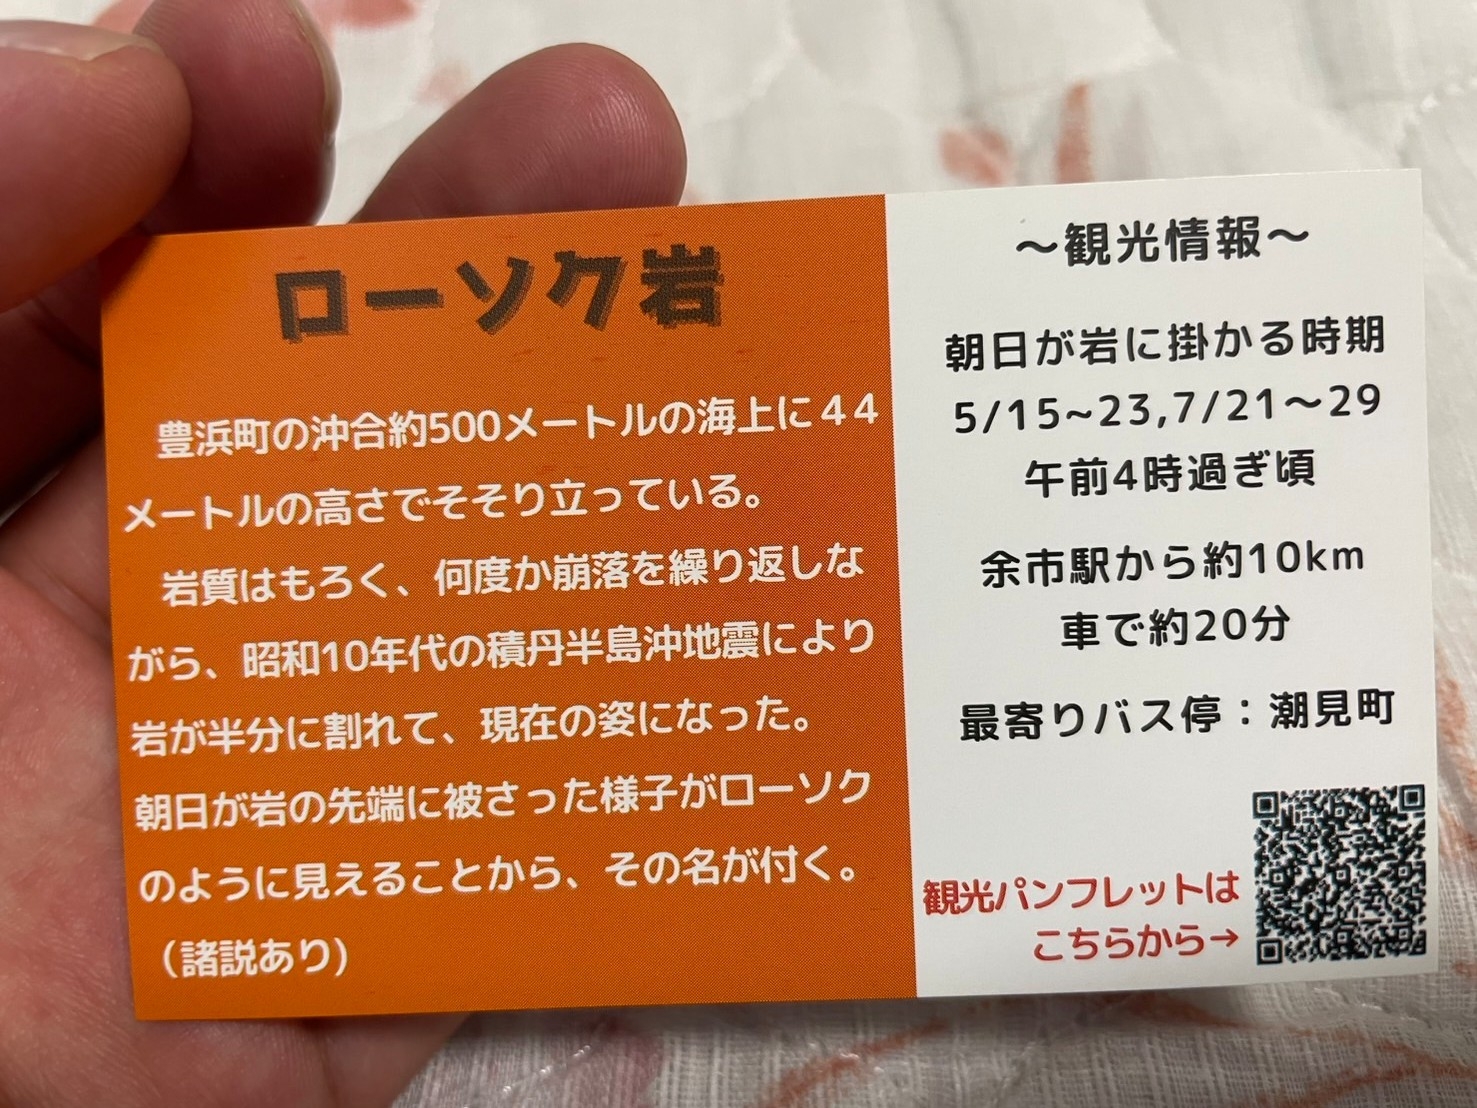 ローソク岩
豊浜町の沖合約500メートルの海上に４４
メートルの高さでそそり立っている。
岩質はもろく、何度か崩落を繰り返しな
がら、昭和10年代の積丹半島沖地震により
岩が半分に割れて、現在の姿になった。
朝日が岩の先端に被さった様子がローソク
のように見えることから、その名が付く。
（諸説あり）
～観光情報～
朝日が岩に掛かる時期
5/15~23,7/21～29
午前4時過ぎ頃
余市駅から約10km
車で約20分
最寄りバス停：潮見町
観光パンフレットは
こちらから→